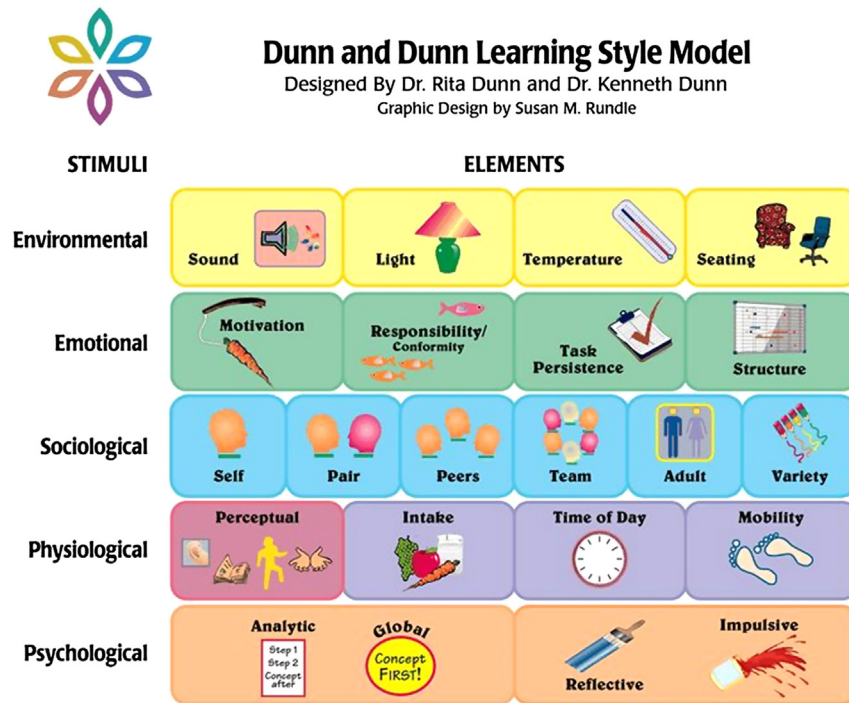 Dunn and Dunn Learning Style Model
Designed By Dr. Rita Dunn and Dr. Kenneth Dunn
Graphic Design by Susan M. Rundle
STIMULI
ELEMENTS
Environmental
Sound
Light
Temperature
Seating
Emotional
Motivation
Responsibility/
Conformity
Task
Persistence
Structure
Sociological
Self
Pair
Peers
Team
Adult
Variety
Physiological
Perceptual
Intake
Time of Day
Mobility
Psychological
Analytic
Step 1
Step 2
Concept
after
Global
Concept
FIRST!
Reflective
Impulsive